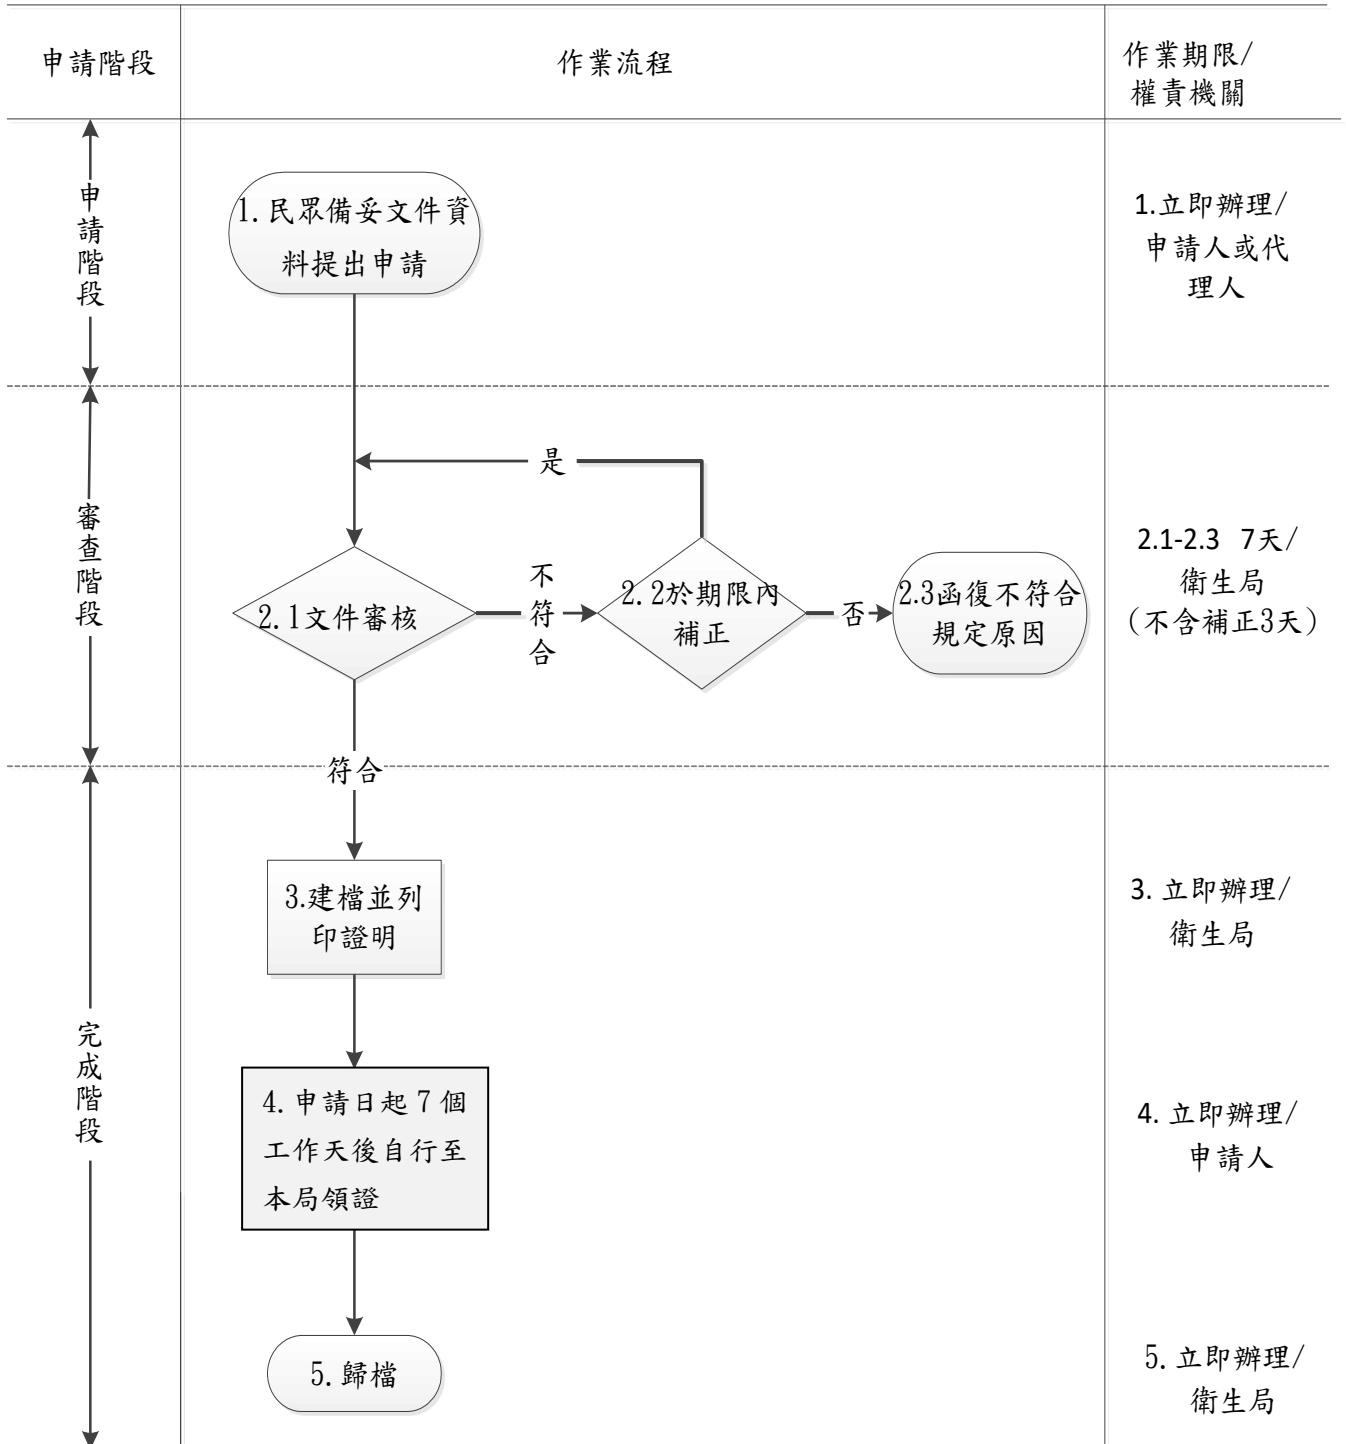 申請階段
作業流程
作業期限/
權責機關
申請階段
1.民眾備妥文件資
料提出申請
1.立即辦理/
申請人或代
理人
審查階段
是
2.1文件審核
不符合
2.2於期限內
補正
否
2.3函復不符合
規定原因
2.1-2.3 7天/
衛生局
(不含補正3天)
符合
完成階段
3.建檔並列
印證明
3.立即辦理/
衛生局
4.申請日起7個
工作天後自行至
本局領證
4.立即辦理/
申請人
5.歸檔
5.立即辦理/
衛生局